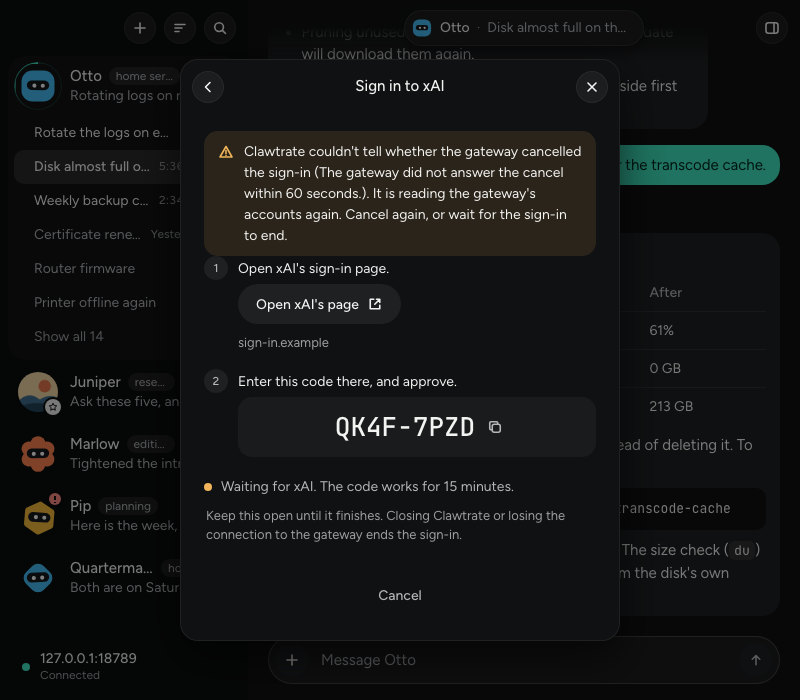 Otto · Disk almost full on th...
Pruning unused
will download them again.
Otto home ser...
Rotating logs on
Rotate the logs on e...
Disk almost full o... 5:36
Weekly backup c... 2:34
Certificate rene... Yeste
Router firmware
Printer offline again
Show all 14
Juniper rese...
Ask these five, an
Marlow editi...
Tightened the int
Pip planning
Here is the week,
Quarterma... ho
Both are on Satur
127.0.0.1:18789
Connected
Sign in to xAI
Clawtrate couldn't tell whether the gateway cancelled
the sign-in (The gateway did not answer the cancel
within 60 seconds.). It is reading the gateway's
accounts again. Cancel again, or wait for the sign-in
to end.
1 Open xAI's sign-in page.
Open xAI's page
sign-in.example
2 Enter this code there, and approve.
QK4F-7PZD
Waiting for xAI. The code works for 15 minutes.
Keep this open until it finishes. Closing Clawtrate or losing the
connection to the gateway ends the sign-in.
Cancel
side first
the transcode cache.
After
61%
0 GB
213 GB
ead of deleting it. To
transcode-cache
The size check ( du )
m the disk's own
Message Otto